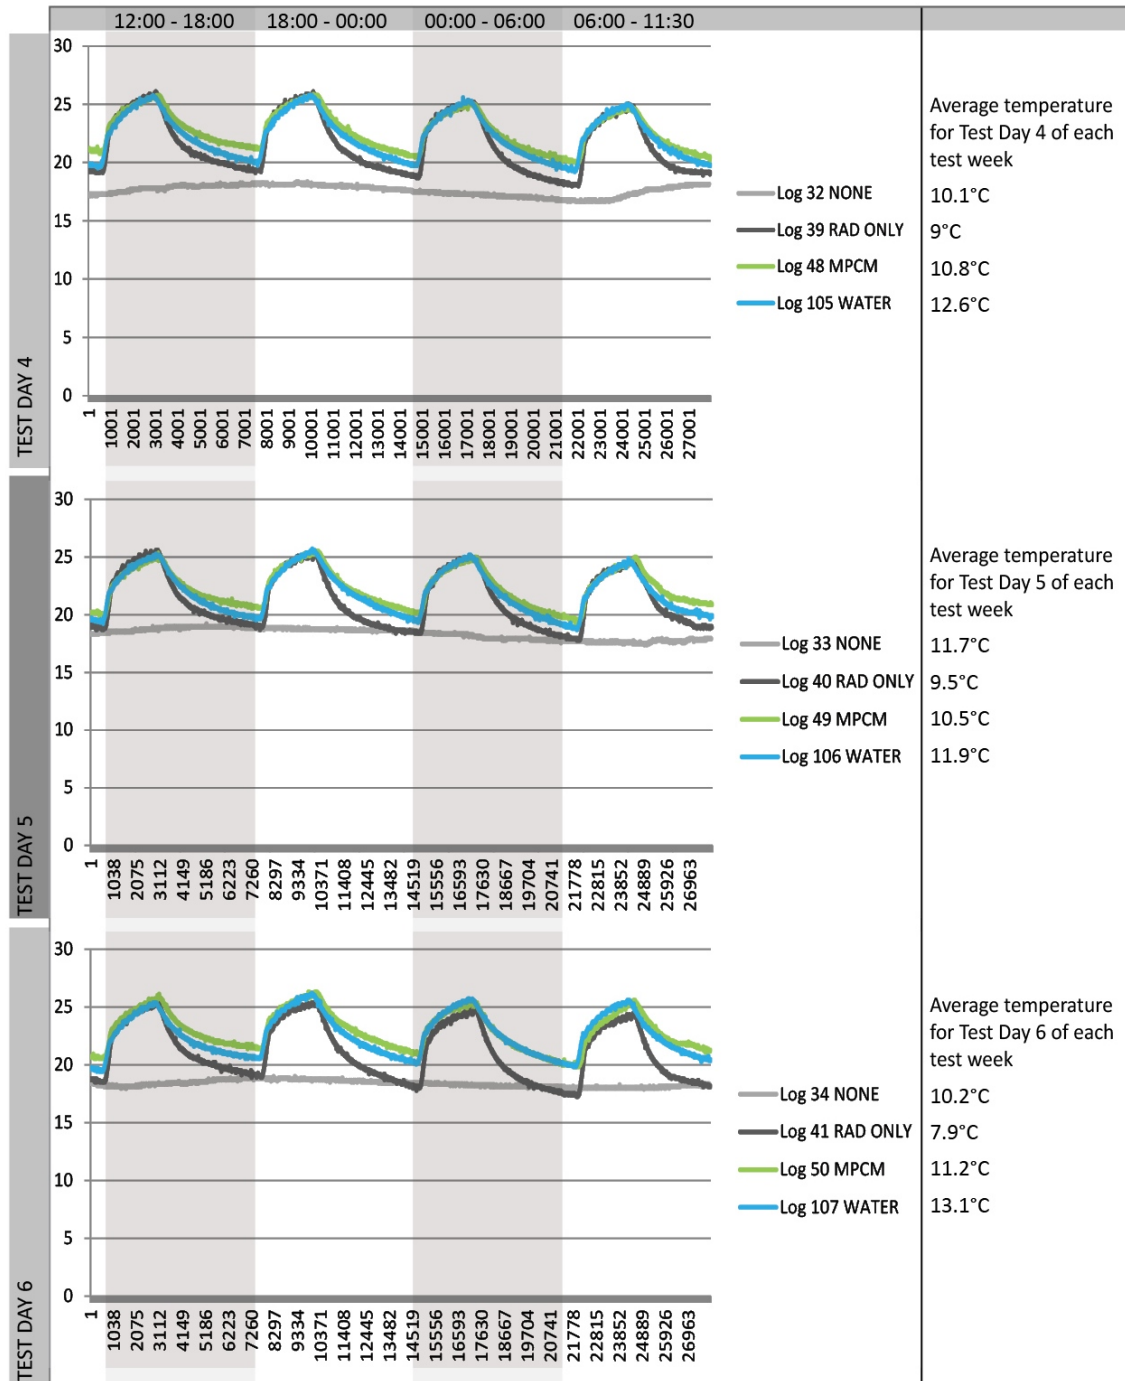 12:00 - 18:00 18:00 - 00:00 00:00 - 06:00 06:00 - 11:30
TEST DAY 4
30
25
20
15
10
5
0
1 1001 2001 3001 4001 5001 6001 7001 8001 9001 10001 11001 12001 13001 14001 15001 16001 17001 18001 19001 20001 21001 22001 23001 24001 25001 26001 27001
Log 32 NONE
Log 39 RAD ONLY
Log 48 MPCM
Log 105 WATER
Average temperature
for Test Day 4 of each
test week
10.1°C
9°C
10.8°C
12.6°C
TEST DAY 5
30
25
20
15
10
5
0
1 1038 2075 3112 4149 5186 6223 7260 8297 9334 10371 11408 12445 13482 14519 15556 16593 17630 18667 19704 20741 21778 22815 23852 24889 25926 26963
Log 33 NONE
Log 40 RAD ONLY
Log 49 MPCM
Log 106 WATER
Average temperature
for Test Day 5 of each
test week
11.7°C
9.5°C
10.5°C
11.9°C
TEST DAY 6
30
25
20
15
10
5
0
1 1038 2075 3112 4149 5186 6223 7260 8297 9334 10371 11408 12445 13482 14519 15556 16593 17630 18667 19704 20741 21778 22815 23852 24889 25926 26963
Log 34 NONE
Log 41 RAD ONLY
Log 50 MPCM
Log 107 WATER
Average temperature
for Test Day 6 of each
test week
10.2°C
7.9°C
11.2°C
13.1°C